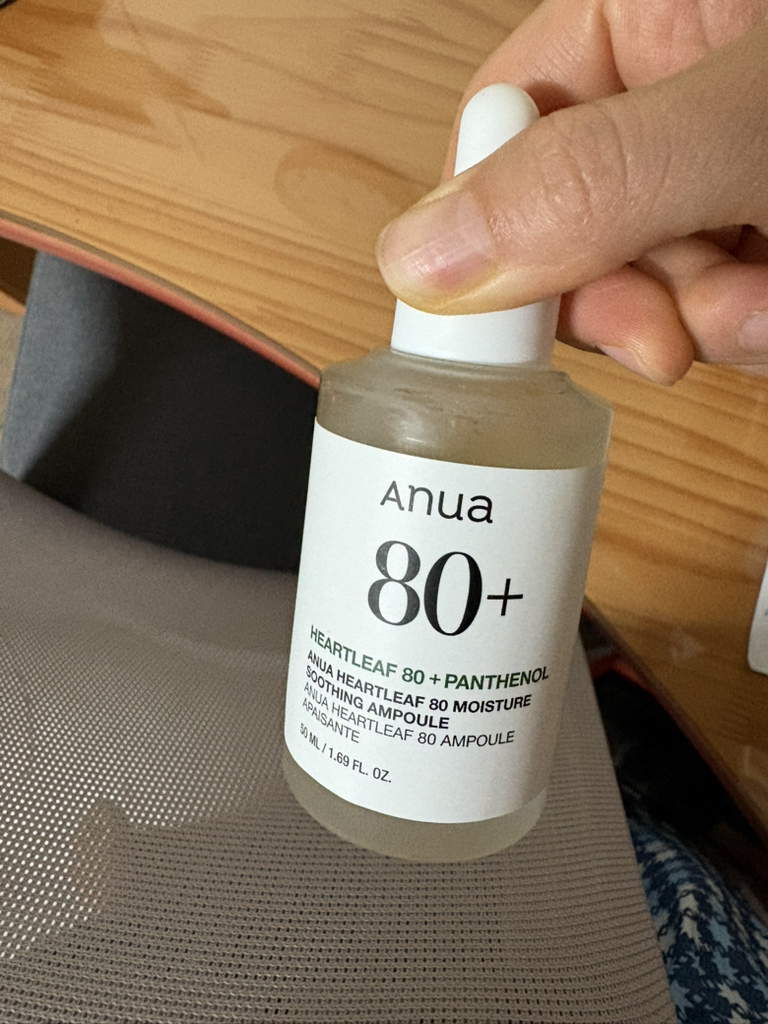 Anua
80+
HEARTLEAF 80 + PANTHENOL
ANUA HEARTLEAF 80 MOISTURE
SOOTHING AMPOULE
ANUA HEARTLEAF 80 AMPOULE
APAISANTE
50 ML / 1.69 FL. OZ.